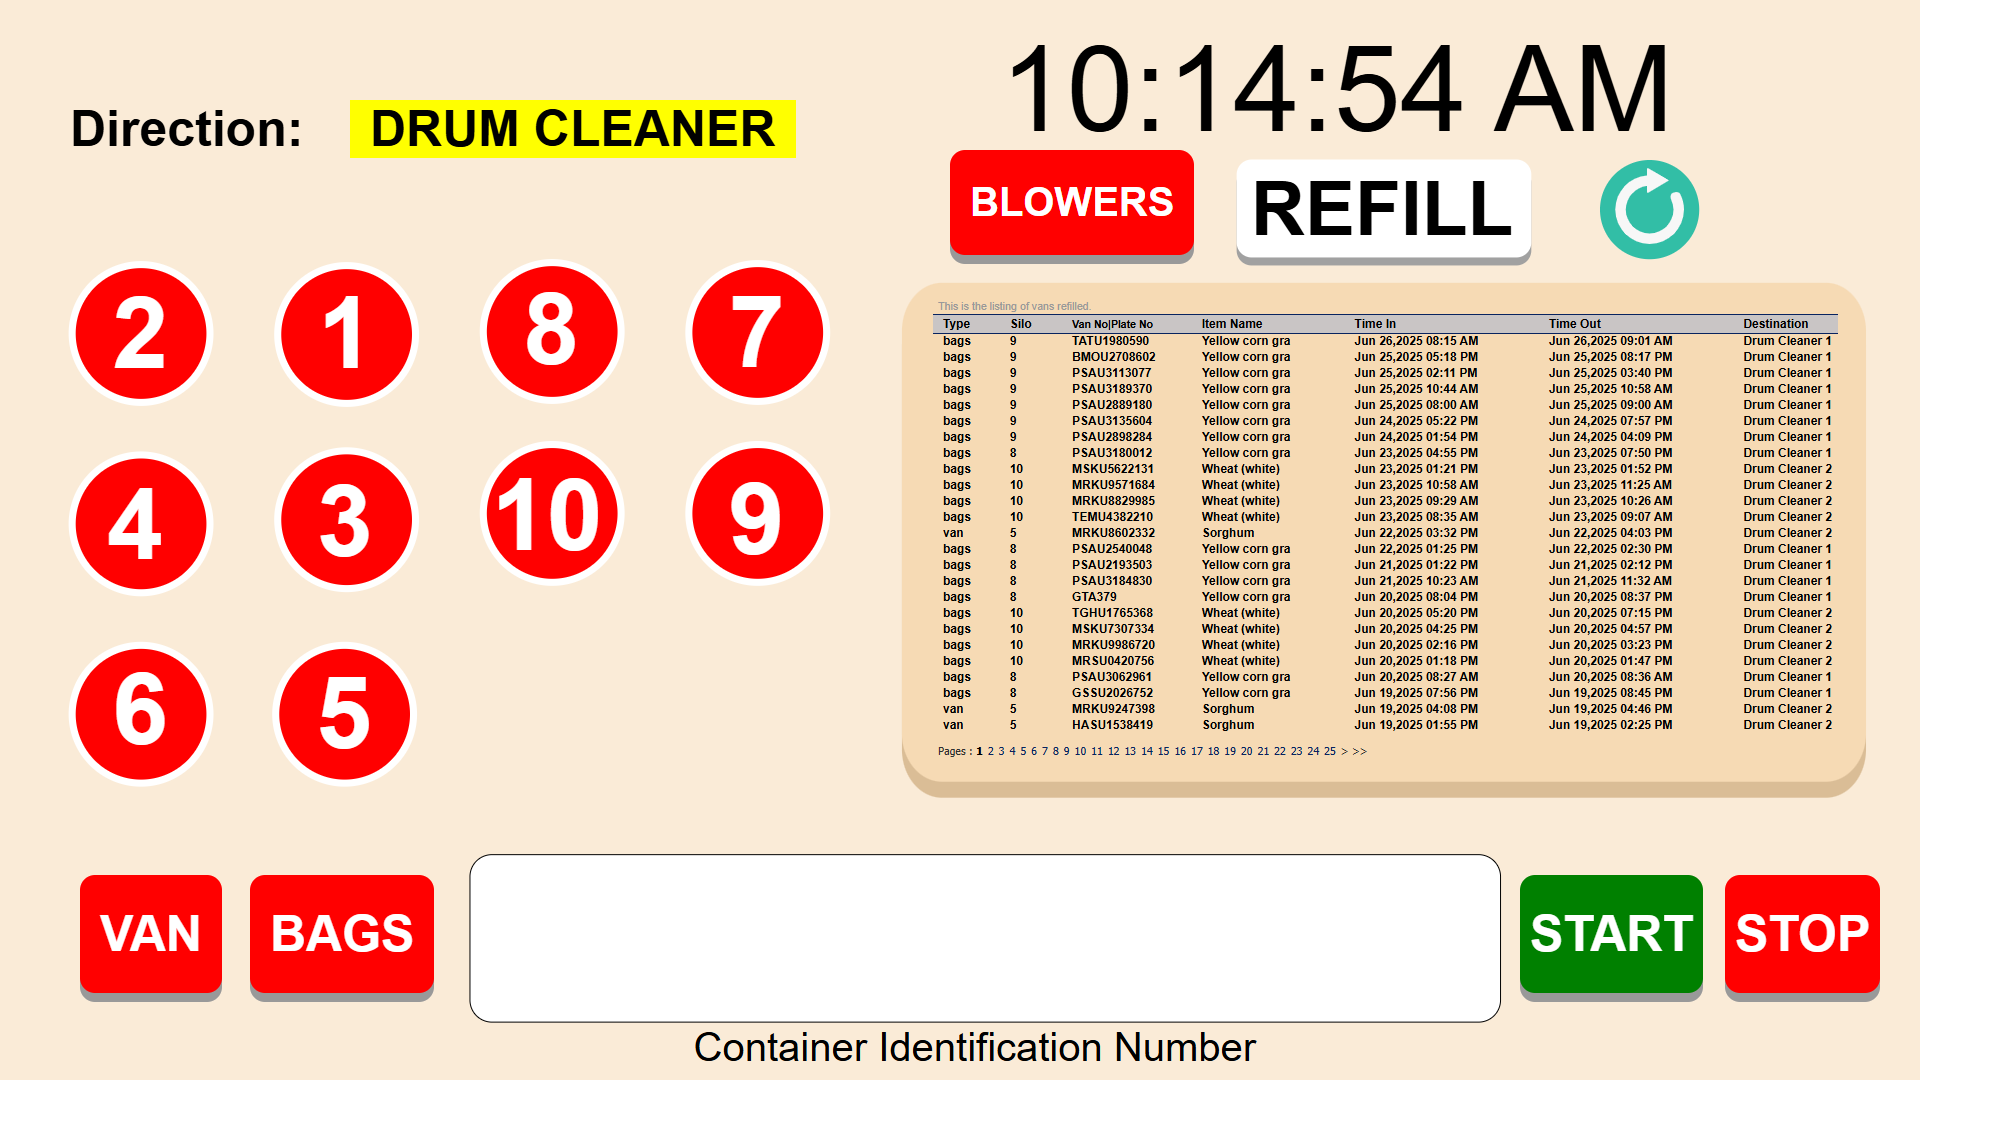 10:14:54 AM
Direction: DRUM CLEANER
BLOWERS REFILL
2 1 8 7
4 3 10 9
6 5
This is the listing of vans refilled.
Type Silo Van No|Plate No Item Name Time In Time Out Destination
bags 9 TATU1980590 Yellow corn gra Jun 26,2025 08:15 AM Jun 26,2025 09:01 AM Drum Cleaner 1
bags 9 BMOU2708602 Yellow corn gra Jun 25,2025 05:18 PM Jun 25,2025 08:17 PM Drum Cleaner 1
bags 9 PSAU3113077 Yellow corn gra Jun 25,2025 02:11 PM Jun 25,2025 03:40 PM Drum Cleaner 1
bags 9 PSAU3189370 Yellow corn gra Jun 25,2025 10:44 AM Jun 25,2025 10:58 AM Drum Cleaner 1
bags 9 PSAU2889180 Yellow corn gra Jun 25,2025 08:00 AM Jun 25,2025 09:00 AM Drum Cleaner 1
bags 9 PSAU3135604 Yellow corn gra Jun 24,2025 05:22 PM Jun 24,2025 07:57 PM Drum Cleaner 1
bags 9 PSAU2898284 Yellow corn gra Jun 24,2025 01:54 PM Jun 24,2025 04:09 PM Drum Cleaner 1
bags 8 PSAU3180012 Yellow corn gra Jun 23,2025 04:55 PM Jun 23,2025 07:50 PM Drum Cleaner 1
bags 10 MSKU5622131 Wheat (white) Jun 23,2025 01:21 PM Jun 23,2025 01:52 PM Drum Cleaner 2
bags 10 MRKU9571684 Wheat (white) Jun 23,2025 10:58 AM Jun 23,2025 11:25 AM Drum Cleaner 2
bags 10 MRKU8829985 Wheat (white) Jun 23,2025 09:29 AM Jun 23,2025 10:26 AM Drum Cleaner 2
bags 10 TEMU4382210 Wheat (white) Jun 23,2025 08:35 AM Jun 23,2025 09:07 AM Drum Cleaner 2
van 5 MRKU8602332 Sorghum Jun 22,2025 03:32 PM Jun 22,2025 04:03 PM Drum Cleaner 2
bags 8 PSAU2540048 Yellow corn gra Jun 22,2025 01:25 PM Jun 22,2025 02:30 PM Drum Cleaner 1
bags 8 PSAU2193503 Yellow corn gra Jun 21,2025 01:22 PM Jun 21,2025 02:12 PM Drum Cleaner 1
bags 8 PSAU3184830 Yellow corn gra Jun 21,2025 10:23 AM Jun 21,2025 11:32 AM Drum Cleaner 1
bags 8 GTA379 Yellow corn gra Jun 20,2025 08:04 PM Jun 20,2025 08:37 PM Drum Cleaner 1
bags 10 TGHU1765368 Wheat (white) Jun 20,2025 05:20 PM Jun 20,2025 07:15 PM Drum Cleaner 2
bags 10 MSKU7307334 Wheat (white) Jun 20,2025 04:25 PM Jun 20,2025 04:57 PM Drum Cleaner 2
bags 10 MRKU9986720 Wheat (white) Jun 20,2025 02:16 PM Jun 20,2025 03:23 PM Drum Cleaner 2
bags 10 MRSU0420756 Wheat (white) Jun 20,2025 01:18 PM Jun 20,2025 01:47 PM Drum Cleaner 2
bags 8 PSAU3062961 Yellow corn gra Jun 20,2025 08:27 AM Jun 20,2025 08:36 AM Drum Cleaner 1
bags 8 GSSU2026752 Yellow corn gra Jun 19,2025 07:56 PM Jun 19,2025 08:45 PM Drum Cleaner 1
van 5 MRKU9247398 Sorghum Jun 19,2025 04:08 PM Jun 19,2025 04:46 PM Drum Cleaner 2
van 5 HASU1538419 Sorghum Jun 19,2025 01:55 PM Jun 19,2025 02:25 PM Drum Cleaner 2
Pages : 1 2 3 4 5 6 7 8 9 10 11 12 13 14 15 16 17 18 19 20 21 22 23 24 25 > >>
VAN BAGS START STOP
Container Identification Number